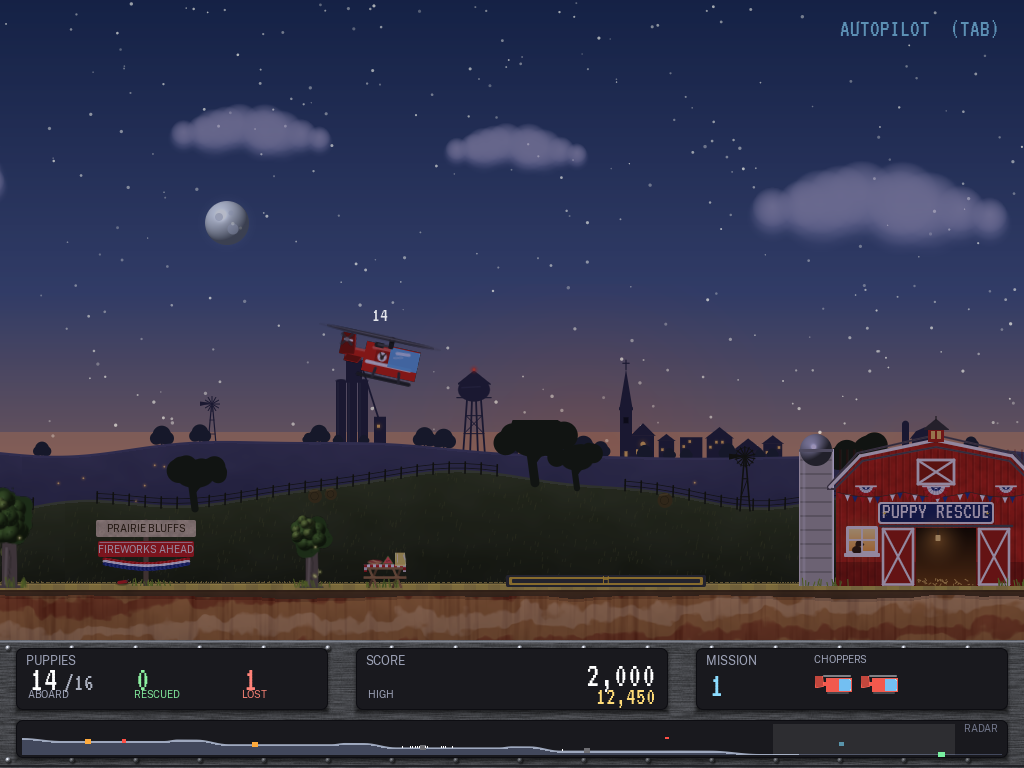 AUTOPILOT (TAB)
14
PRAIRIE BLUFFS
FIREWORKS AHEAD
PUPPY RESCUE
H
PUPPIES
14 /16 0 1
ABOARD RESCUED LOST
SCORE
2,000
HIGH 12,450
MISSION
1
CHOPPERS
RADAR